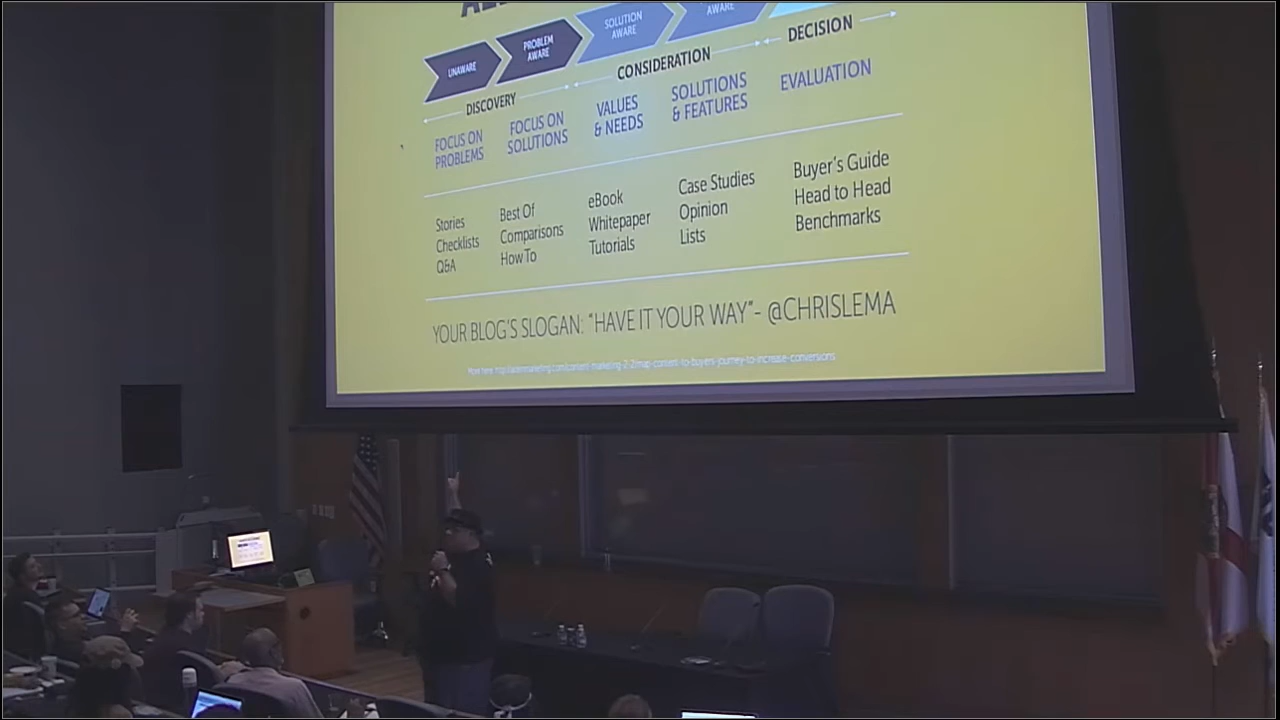 UNAWARE
PROBLEM
AWARE
SOLUTION
AWARE
AWARE
DISCOVERY
CONSIDERATION
DECISION
FOCUS ON
PROBLEMS
FOCUS ON
SOLUTIONS
VALUES
& NEEDS
SOLUTIONS
& FEATURES
EVALUATION
Stories
Checklists
Q&A
Best Of
Comparisons
How To
eBook
Whitepaper
Tutorials
Case Studies
Opinion
Lists
Buyer's Guide
Head to Head
Benchmarks
YOUR BLOG'S SLOGAN: "HAVE IT YOUR WAY"- @CHRISLEMA
More here